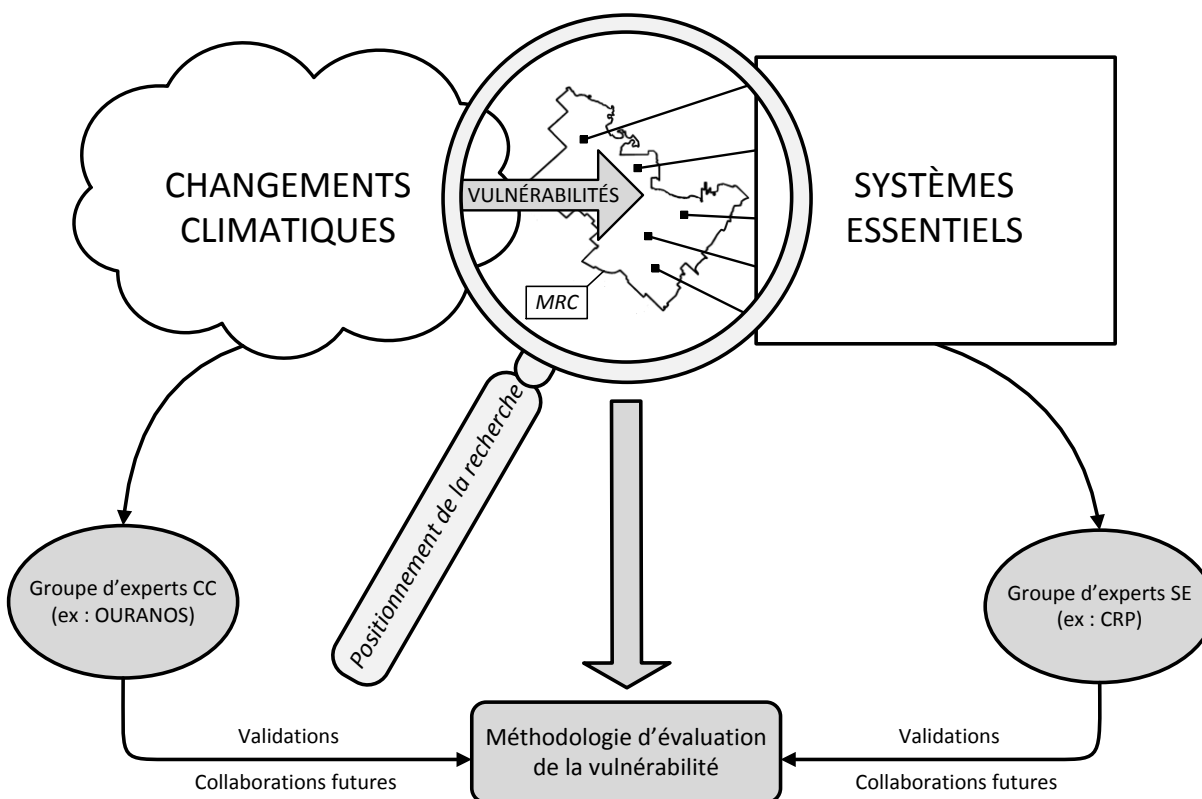 CHANGEMENTS
CLIMATIQUES
VULNÉRABILITÉS
MRC
SYSTÈMES
ESSENTIELS
Positionnement de la recherche
Groupe d'experts CC
(ex : OURANOS)
Groupe d'experts SE
(ex : CRP)
Validations
Collaborations futures
Méthodologie d'évaluation
de la vulnérabilité
Validations
Collaborations futures